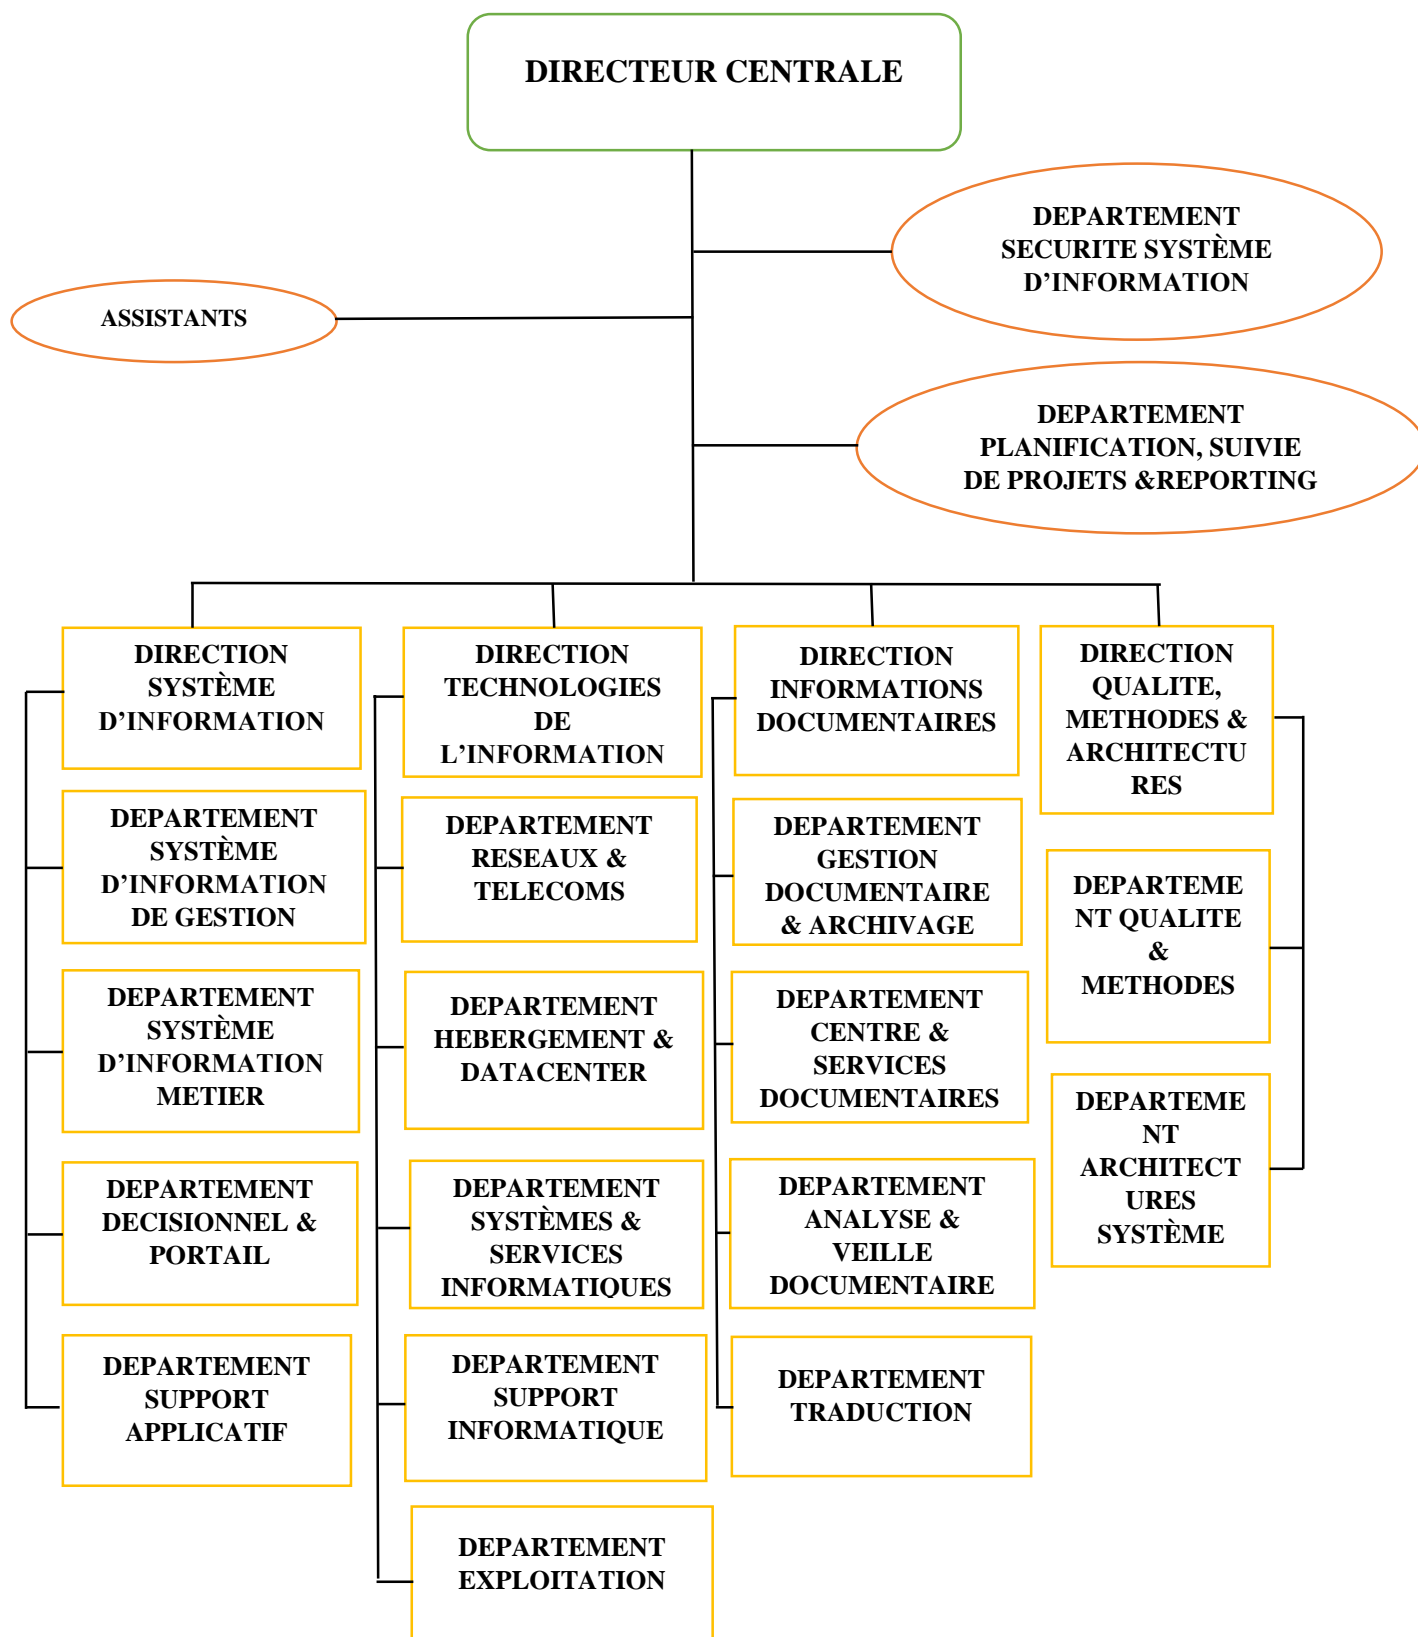 DIRECTEUR CENTRALE
DEPARTEMENT
SECURITE SYSTÈME
D’INFORMATION
ASSISTANTS
DEPARTEMENT
PLANIFICATION, SUIVIE
DE PROJETS &REPORTING
DIRECTION
SYSTÈME
D’INFORMATION
DEPARTEMENT
SYSTÈME
D’INFORMATION
DE GESTION
DEPARTEMENT
SYSTÈME
D’INFORMATION
METIER
DEPARTEMENT
DECISIONNEL &
PORTAIL
DEPARTEMENT
SUPPORT
APPLICATIF
DIRECTION
TECHNOLOGIES
DE
L’INFORMATION
DEPARTEMENT
RESEAUX &
TELECOMS
DEPARTEMENT
HEBERGEMENT &
DATACENTER
DEPARTEMENT
SYSTÈMES &
SERVICES
INFORMATIQUES
DEPARTEMENT
SUPPORT
INFORMATIQUE
DEPARTEMENT
EXPLOITATION
DIRECTION
INFORMATIONS
DOCUMENTAIRES
DEPARTEMENT
GESTION
DOCUMENTAIRE
& ARCHIVAGE
DEPARTEMENT
CENTRE &
SERVICES
DOCUMENTAIRES
DEPARTEMENT
ANALYSE &
VEILLE
DOCUMENTAIRE
DEPARTEMENT
TRADUCTION
DIRECTION
QUALITE,
METHODES &
ARCHITECTU
RES
DEPARTEME
NT QUALITE
&
METHODES
DEPARTEME
NT
ARCHITECT
URES
SYSTÈME